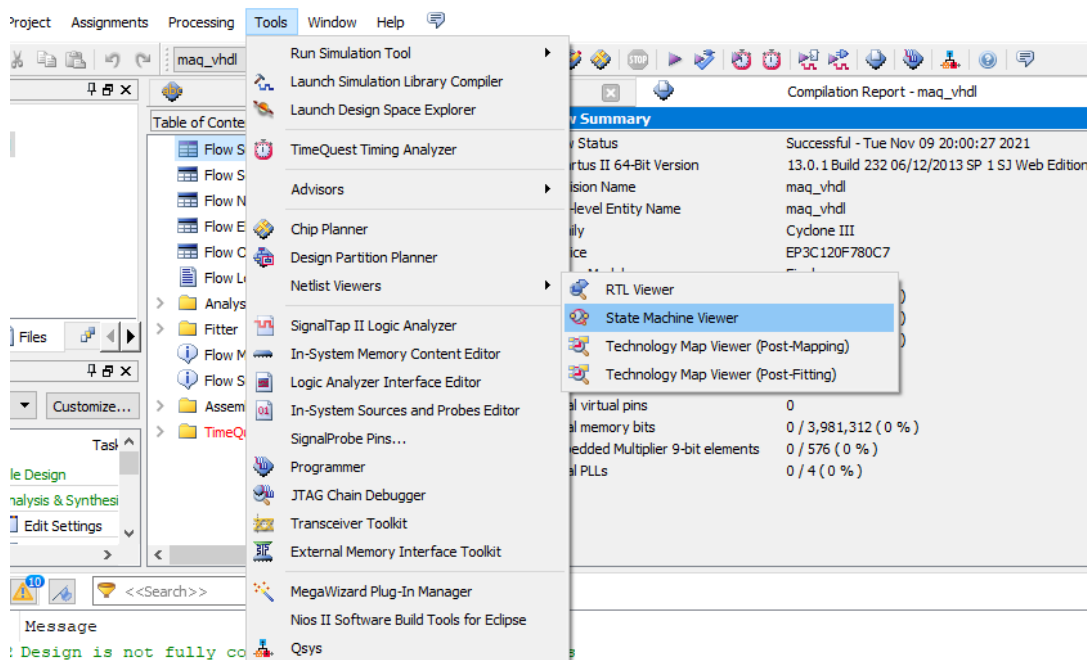 Project Assignments Processing Tools Window Help
maq_vhdl
Run Simulation Tool
Launch Simulation Library Compiler
Launch Design Space Explorer
TimeQuest Timing Analyzer
Advisors
Chip Planner
Design Partition Planner
Netlist Viewers
SignalTap II Logic Analyzer
In-System Memory Content Editor
Logic Analyzer Interface Editor
In-System Sources and Probes Editor
SignalProbe Pins...
Programmer
JTAG Chain Debugger
Transceiver Toolkit
External Memory Interface Toolkit
MegaWizard Plug-In Manager
Nios II Software Build Tools for Eclipse
Qsys
RTL Viewer
State Machine Viewer
Technology Map Viewer (Post-Mapping)
Technology Map Viewer (Post-Fitting)
STOP
Table of Conte
Flow S
Flow S
Flow N
Flow E
Flow O
Flow L
Analys
Fitter
Flow M
Flow S
Assem
TimeQu
Files
Customize...
Task
le Design
nalysis & Synthesi
Edit Settings
Compilation Report - maq_vhdl
w Summary
Status Successful - Tue Nov 09 20:00:27 2021
rtus II 64-Bit Version 13.0.1 Build 232 06/12/2013 SP 1 SJ Web Edition
ision Name maq_vhdl
-level Entity Name maq_vhdl
ily Cyclone III
ice EP3C120F780C7
al virtual pins 0
al memory bits 0 / 3,981,312 ( 0 % )
edded Multiplier 9-bit elements 0 / 576 ( 0 % )
al PLLs 0 / 4 ( 0 % )
10
<<Search>>
Message
Design is not fully co